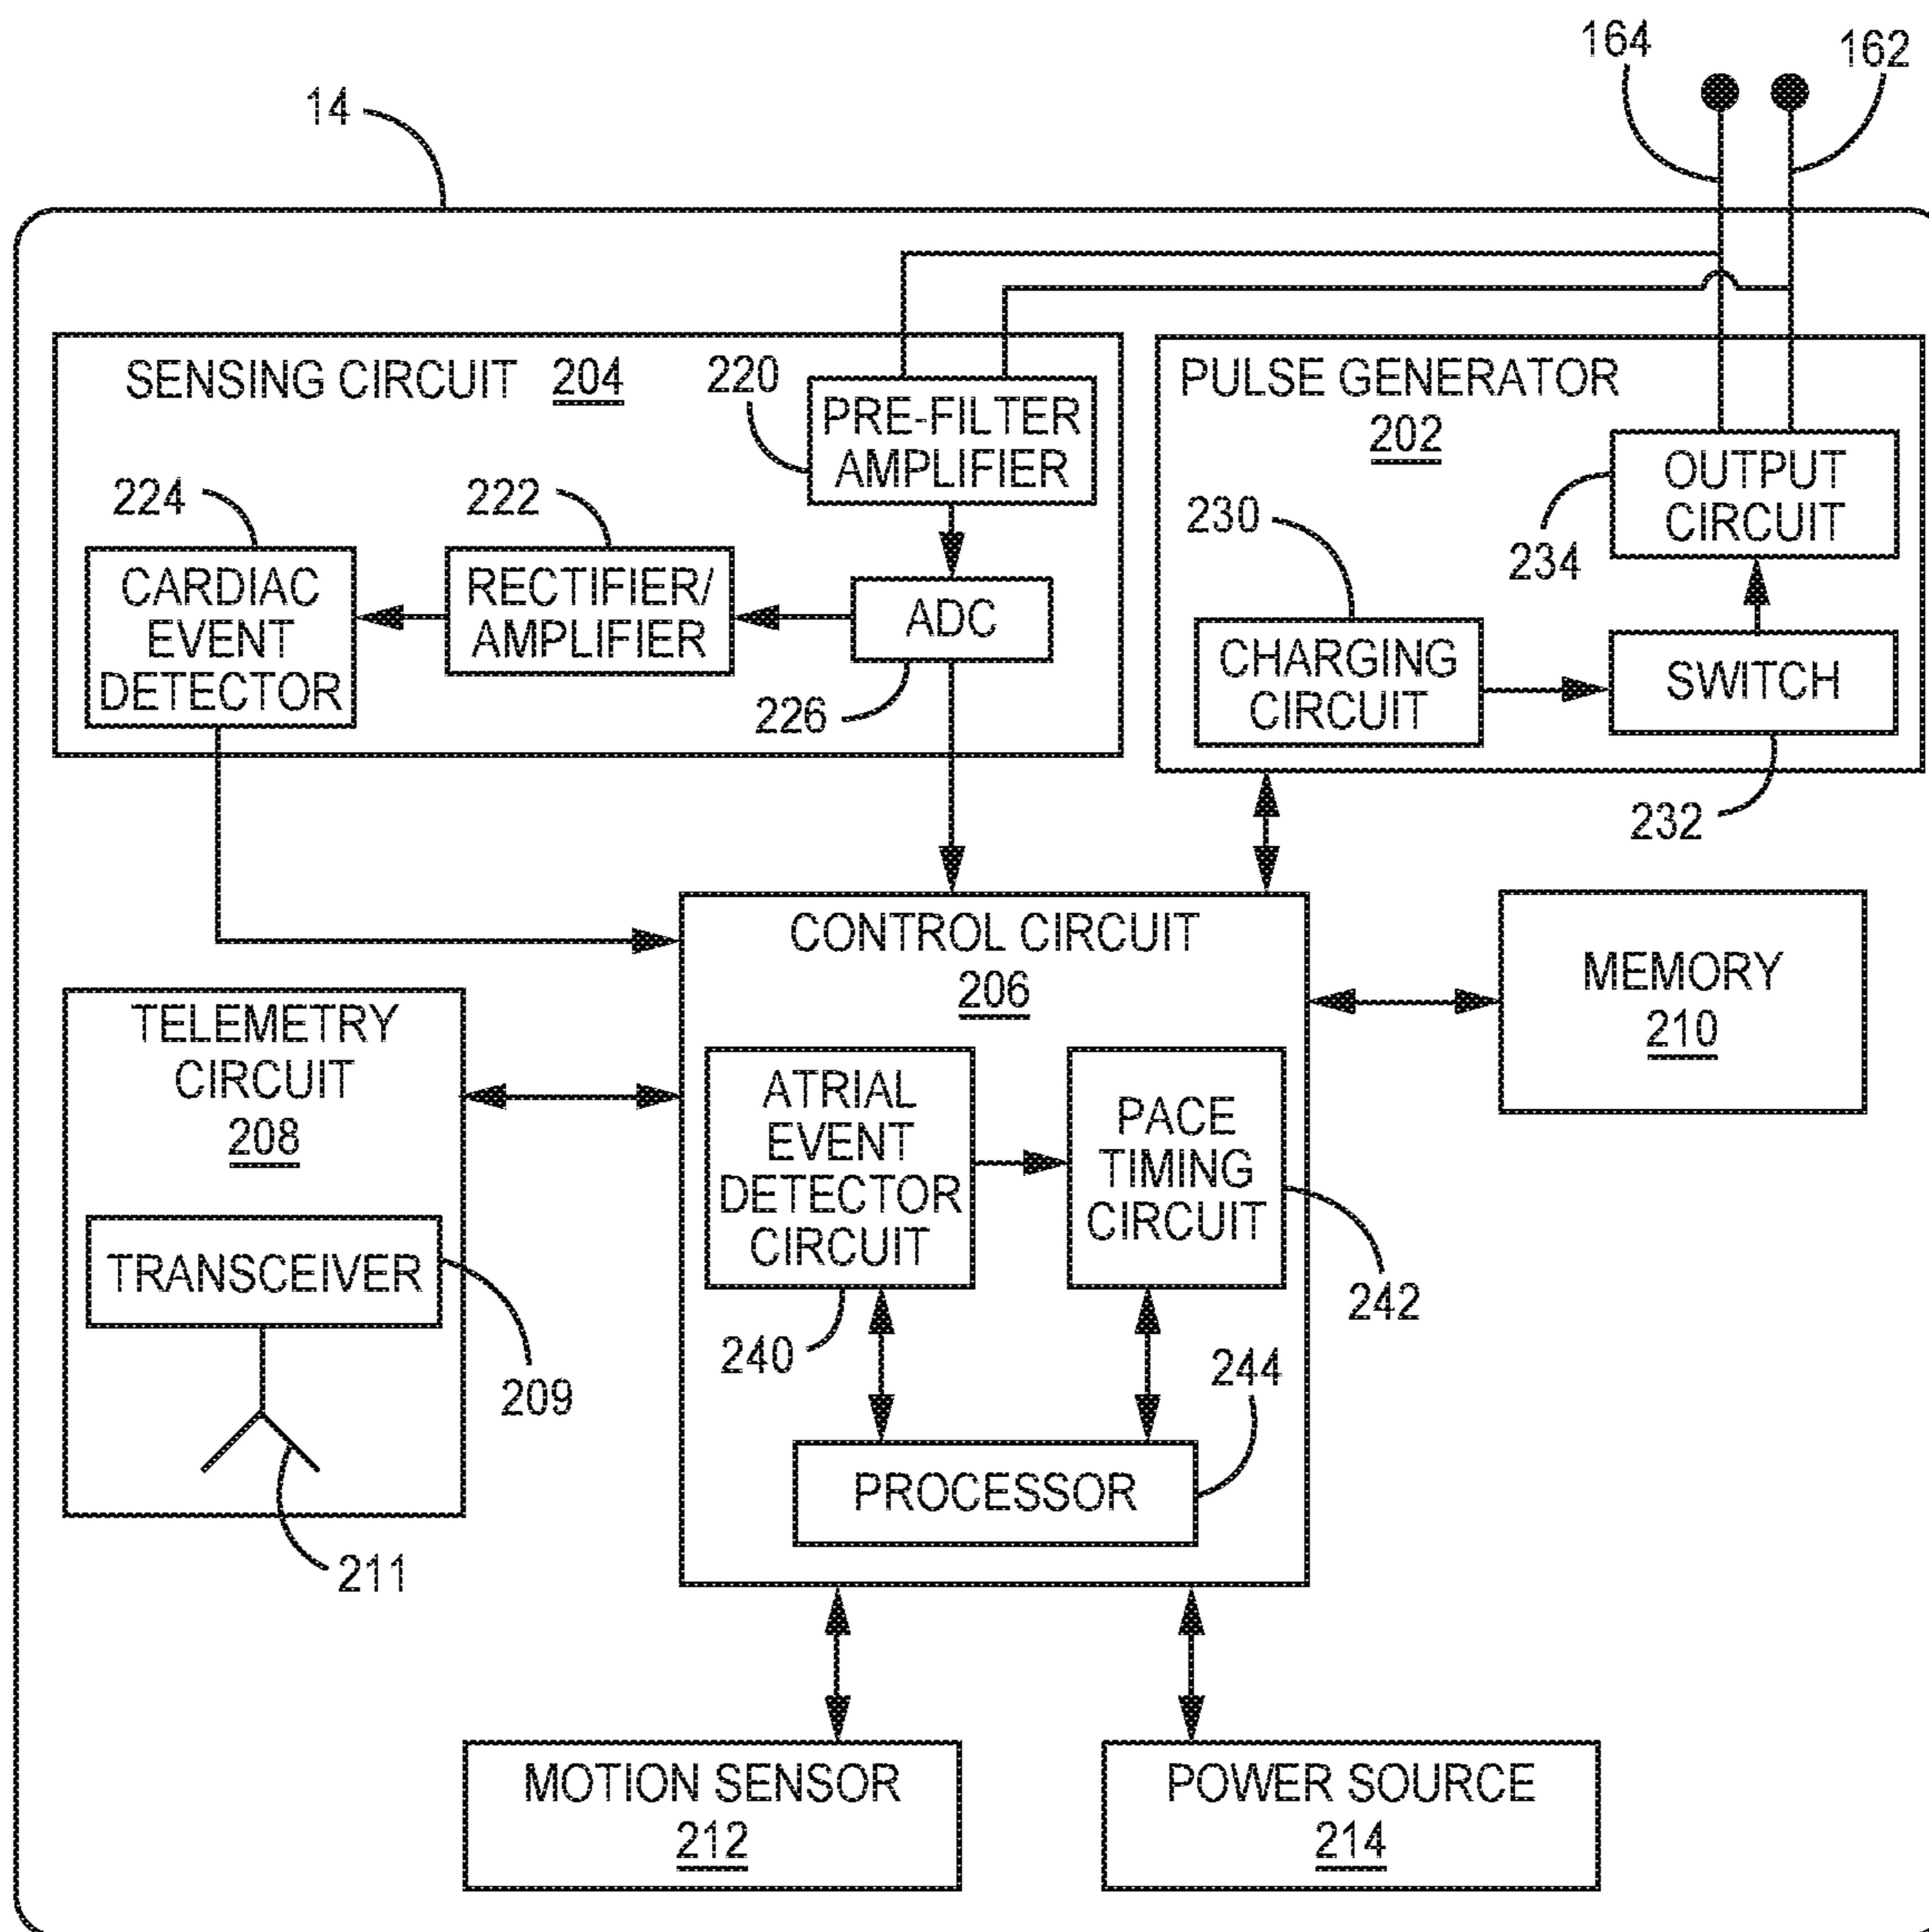 164
162
14
SENSING CIRCUIT 204
220
PRE-FILTER
AMPLIFIER
224
CARDIAC
EVENT
DETECTOR
222
RECTIFIER/
AMPLIFIER
ADC
226
PULSE GENERATOR
202
230
CHARGING
CIRCUIT
234
OUTPUT
CIRCUIT
SWITCH
232
CONTROL CIRCUIT
206
MEMORY
210
TELEMETRY
CIRCUIT
208
TRANSCEIVER
209
211
ATRIAL
EVENT
DETECTOR
CIRCUIT
240
PACE
TIMING
CIRCUIT
242
244
PROCESSOR
MOTION SENSOR
212
POWER SOURCE
214